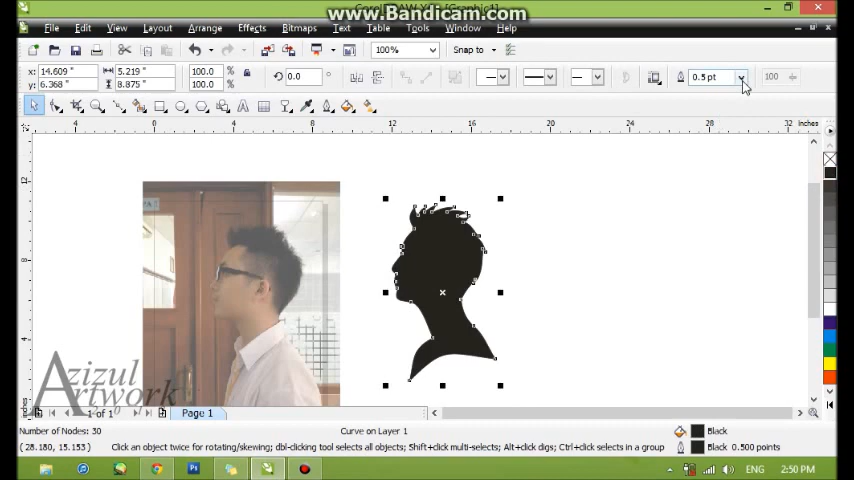 www.Bandicam.com
File Edit View Layout Arrange Effects Bitmaps Text Table Tools Window Help
100% Snap to
x: 14.609 " 5.219 " 100.0 % 0.0 0.5 pt 100
y: 6.368 " 8.875 " 100.0 %
4 0 4 8 12 16 20 24 28 32 inches
12
4
Azizul
Artwork
1 of 1 Page 1
Number of Nodes: 30 Curve on Layer 1 Black
( 28.180, 15.153) Click an object twice for rotating/skewing; dbl-clicking tool selects all objects; Shift+click multi-selects; Alt+click digs; Ctrl+click selects in a group Black 0.500 points
Ps ENG 2:50 PM